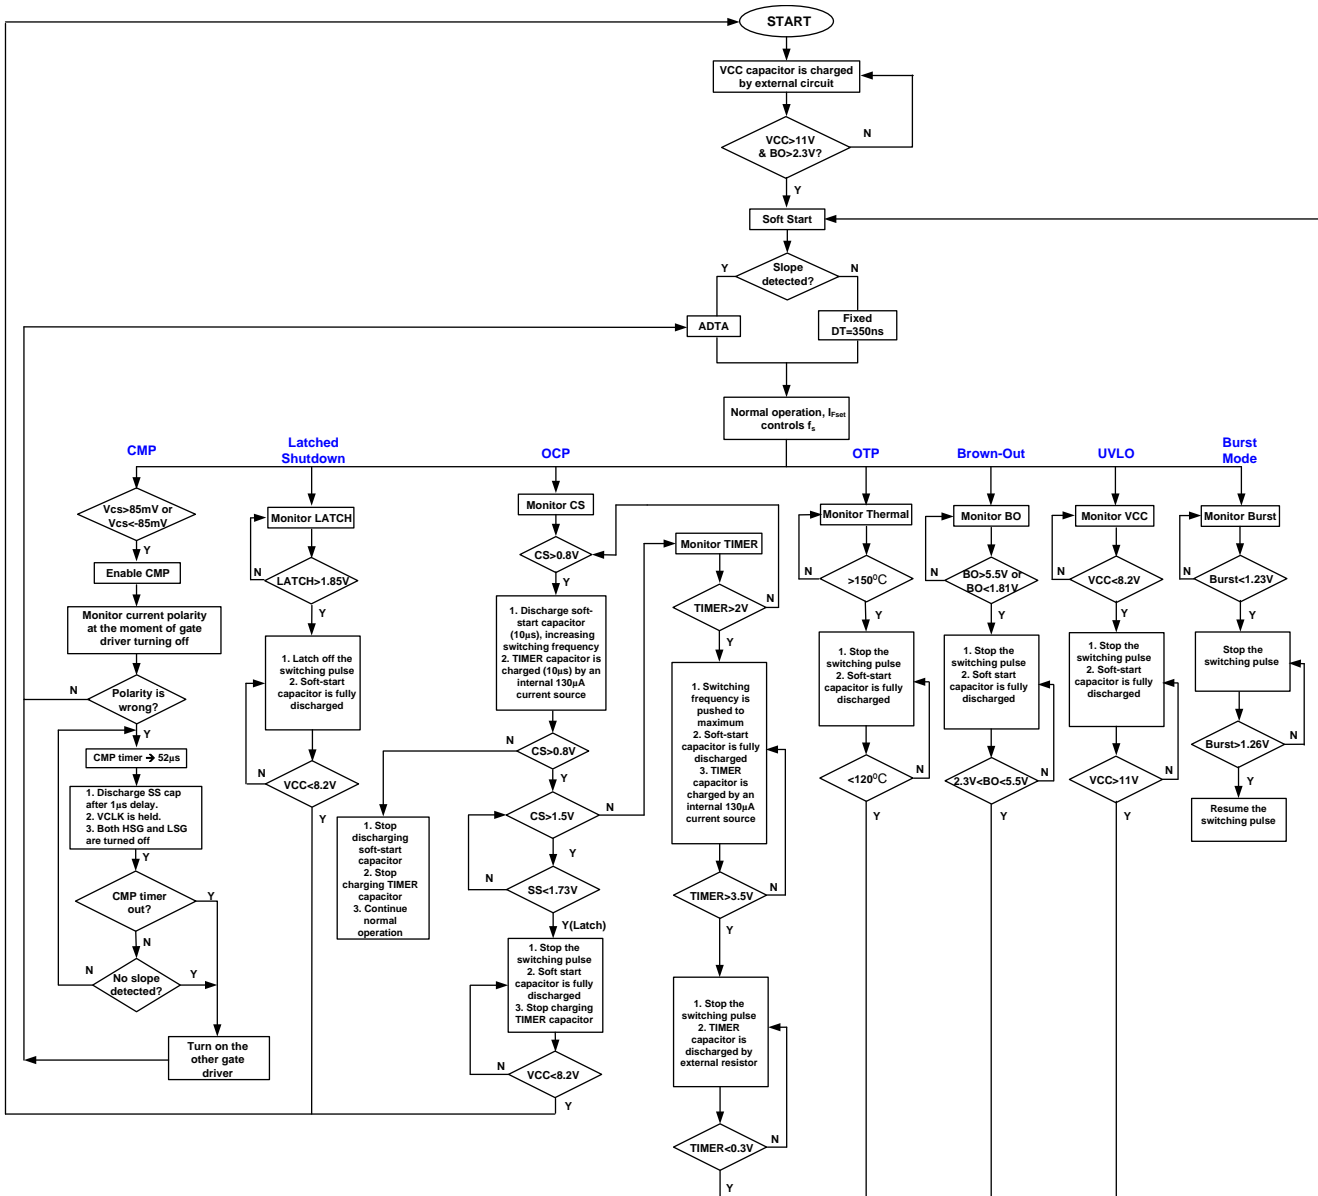 START
VCC capacitor is charged
by external circuit
VCC>11V
& BO>2.3V?
N
Y
Soft Start
Slope
detected?
Y
N
ADTA
Fixed
DT=350ns
Normal operation, IFset
controls fs
CMP
Vcs>85mV or
Vcs<-85mV
Y
Enable CMP
Monitor current polarity
at the moment of gate
driver turning off
Polarity is
wrong?
N
Y
CMP timer → 52µs
1. Discharge SS cap
after 1µs delay.
2. VCLK is held.
3. Both HSG and LSG
are turned off
Y
CMP timer
out?
Y
N
No slope
detected?
N
Y
Turn on the
other gate
driver
Latched
Shutdown
Monitor LATCH
LATCH>1.85V
N
Y
1. Latch off the
switching pulse
2. Soft-start
capacitor is fully
discharged
VCC<8.2V
N
Y
OCP
Monitor CS
CS>0.8V
Y
1. Discharge soft-
start capacitor
(10µs), increasing
switching frequency
2. TIMER capacitor is
charged (10µs) by an
internal 130µA
current source
CS>0.8V
N
Y
1. Stop
discharging
soft-start
capacitor
2. Stop
charging TIMER
capacitor
3. Continue
normal
operation
CS>1.5V
N
Y
SS<1.73V
N
Y(Latch)
1. Stop the
switching pulse
2. Soft start
capacitor is fully
discharged
3. Stop charging
TIMER capacitor
VCC<8.2V
N
Y
Monitor TIMER
TIMER>2V
N
Y
1. Switching
frequency is
pushed to
maximum
2. Soft-start
capacitor is fully
discharged
3. TIMER
capacitor is
charged by an
internal 130µA
current source
TIMER>3.5V
N
Y
1. Stop the
switching pulse
2. TIMER
capacitor is
discharged by
external resistor
TIMER<0.3V
N
Y
OTP
Monitor Thermal
>150°C
N
Y
1. Stop the
switching pulse
2. Soft-start
capacitor is fully
discharged
<120°C
N
Y
Brown-Out
Monitor BO
BO>5.5V or
BO<1.81V
N
Y
1. Stop the
switching pulse
2. Soft start
capacitor is fully
discharged
2.3V<BO<5.5V
N
Y
UVLO
Monitor VCC
VCC<8.2V
N
Y
1. Stop the
switching pulse
2. Soft-start
capacitor is fully
discharged
VCC>11V
N
Y
Burst
Mode
Monitor Burst
Burst<1.23V
N
Y
Stop the
switching pulse
Burst>1.26V
N
Y
Resume the
switching pulse